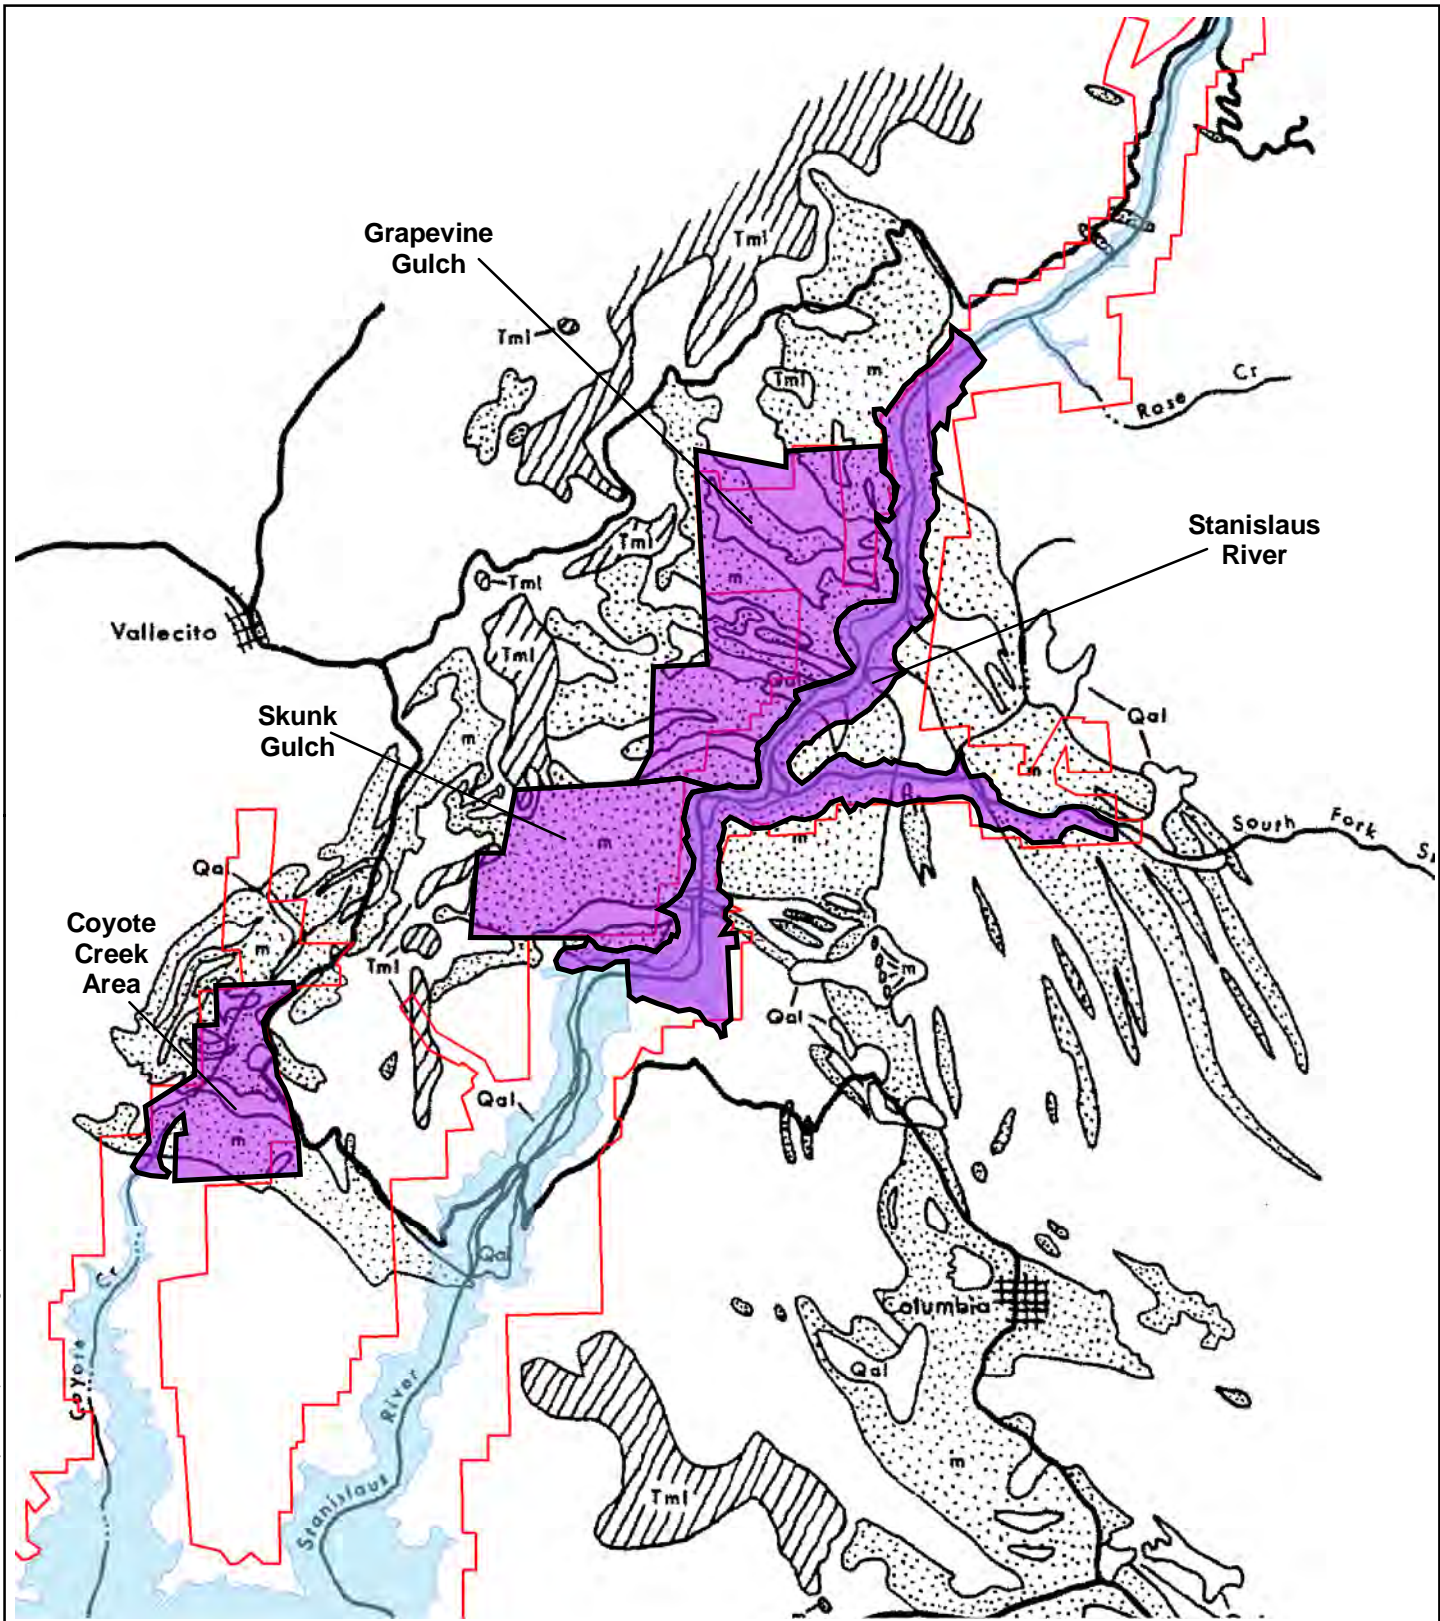 Tml
Grapevine
Gulch
Tml
m
Tml
Cr
Rose
Tml
Stanislaus
River
Tml
m
Vallecito
Tml
Qal
Skunk
Gulch
Qal
m
m
m
m
South Fork
Qal
Coyote
Creek
Area
m
Tml
m
Qal
Qal
m
Qal
Cr
Coyote
Columbia
Qal
River
Stanislaus
m
Tml